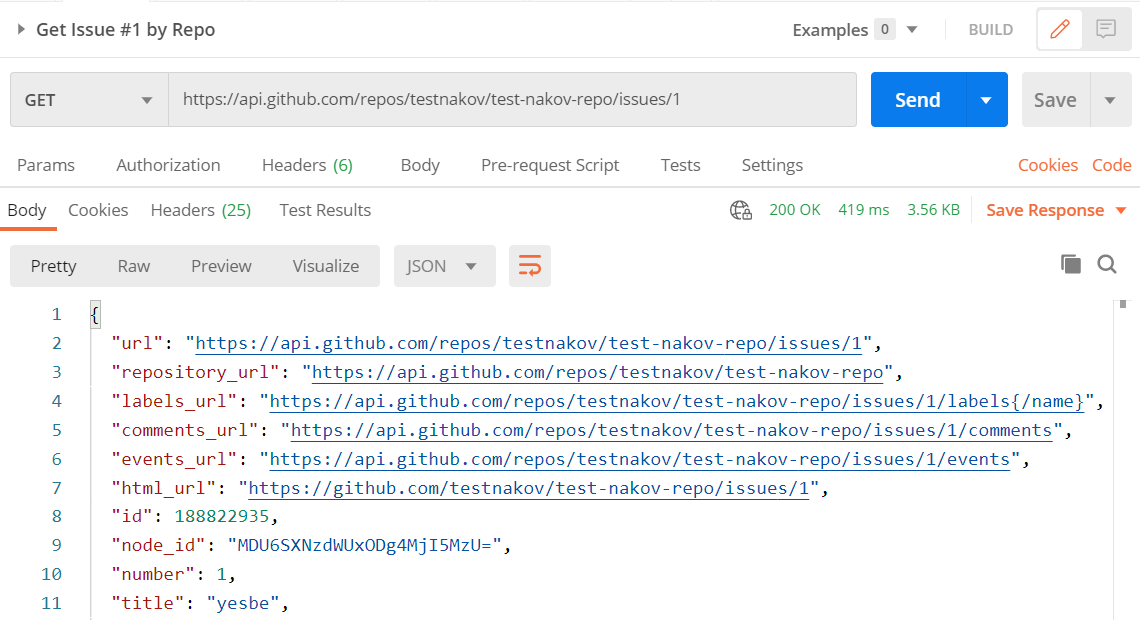 Get Issue #1 by Repo Examples 0 BUILD
GET https://api.github.com/repos/testnakov/test-nakov-repo/issues/1 Send Save
Params Authorization Headers (6) Body Pre-request Script Tests Settings Cookies Code
Body Cookies Headers (25) Test Results 200 OK 419 ms 3.56 KB Save Response
Pretty Raw Preview Visualize JSON
1 {
2 "url": "https://api.github.com/repos/testnakov/test-nakov-repo/issues/1",
3 "repository_url": "https://api.github.com/repos/testnakov/test-nakov-repo",
4 "labels_url": "https://api.github.com/repos/testnakov/test-nakov-repo/issues/1/labels{/name}",
5 "comments_url": "https://api.github.com/repos/testnakov/test-nakov-repo/issues/1/comments",
6 "events_url": "https://api.github.com/repos/testnakov/test-nakov-repo/issues/1/events",
7 "html_url": "https://github.com/testnakov/test-nakov-repo/issues/1",
8 "id": 188822935,
9 "node_id": "MDU6SXNzdWUxODg4MjI5MzU=",
10 "number": 1,
11 "title": "yesbe",